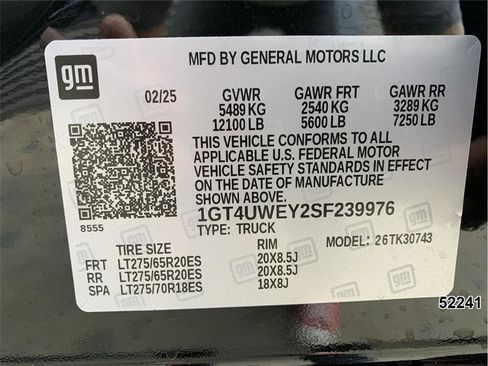 gm
MFD BY GENERAL MOTORS LLC
02/25 GVWR GAWR FRT GAWR RR
5489 KG 2540 KG 3289 KG
12100 LB 5600 LB 7250 LB
THIS VEHICLE CONFORMS TO ALL
APPLICABLE U.S. FEDERAL MOTOR
VEHICLE SAFETY STANDARDS IN EFFECT
ON THE DATE OF MANUFACTURE
SHOWN ABOVE.
8555
1GT4UWEY2SF239976
TYPE: TRUCK MODEL: 26TK30743
TIRE SIZE RIM
FRT LT275/65R20ES 20X8.5J
RR LT275/65R20ES 20X8.5J
SPA LT275/70R18ES 18X8J
52241